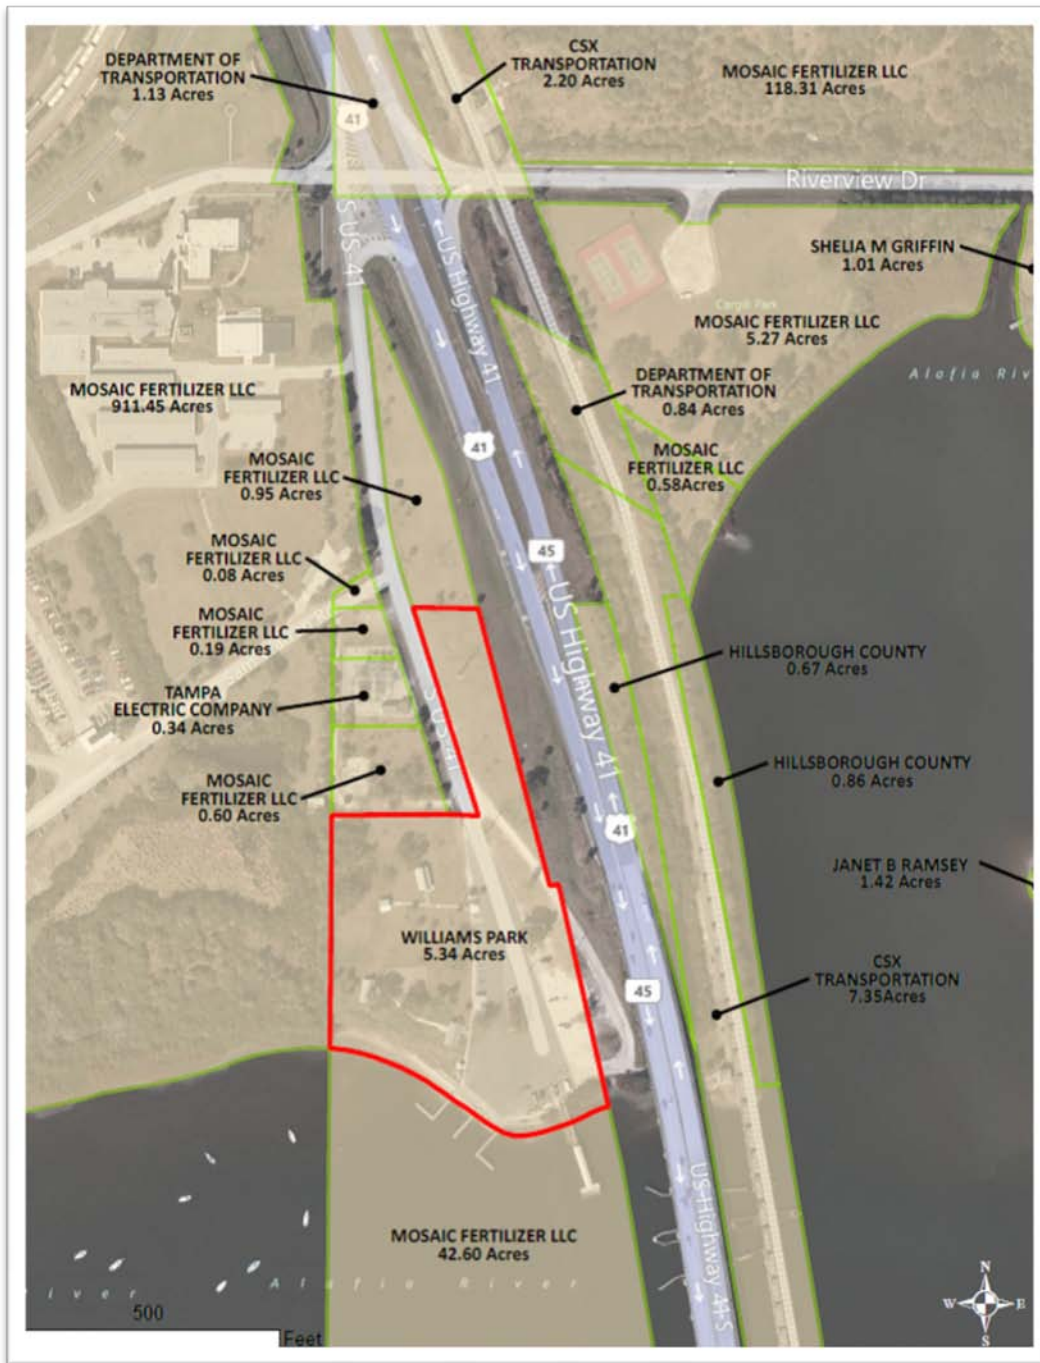 DEPARTMENT OF
TRANSPORTATION
1.13 Acres
CSX
TRANSPORTATION
2.20 Acres
MOSAIC FERTILIZER LLC
118.31 Acres
41
Riverview Dr
S US-41
US Highway 41
SHELIA M GRIFFIN
1.01 Acres
Cargill Park
MOSAIC FERTILIZER LLC
5.27 Acres
Alafia Riv
DEPARTMENT OF
TRANSPORTATION
0.84 Acres
MOSAIC FERTILIZER LLC
911.45 Acres
41
MOSAIC
FERTILIZER LLC
0.58Acres
MOSAIC
FERTILIZER LLC
0.95 Acres
MOSAIC
FERTILIZER LLC
0.08 Acres
45
US Highway 41
MOSAIC
FERTILIZER LLC
0.19 Acres
HILLSBOROUGH COUNTY
0.67 Acres
TAMPA
ELECTRIC COMPANY
0.34 Acres
S US-41
HILLSBOROUGH COUNTY
0.86 Acres
MOSAIC
FERTILIZER LLC
0.60 Acres
41
JANET B RAMSEY
1.42 Acres
WILLIAMS PARK
5.34 Acres
CSX
TRANSPORTATION
7.35Acres
45
US Highway 41 S
MOSAIC FERTILIZER LLC
42.60 Acres
iver
Alafia River
500
Feet
N
W E
S